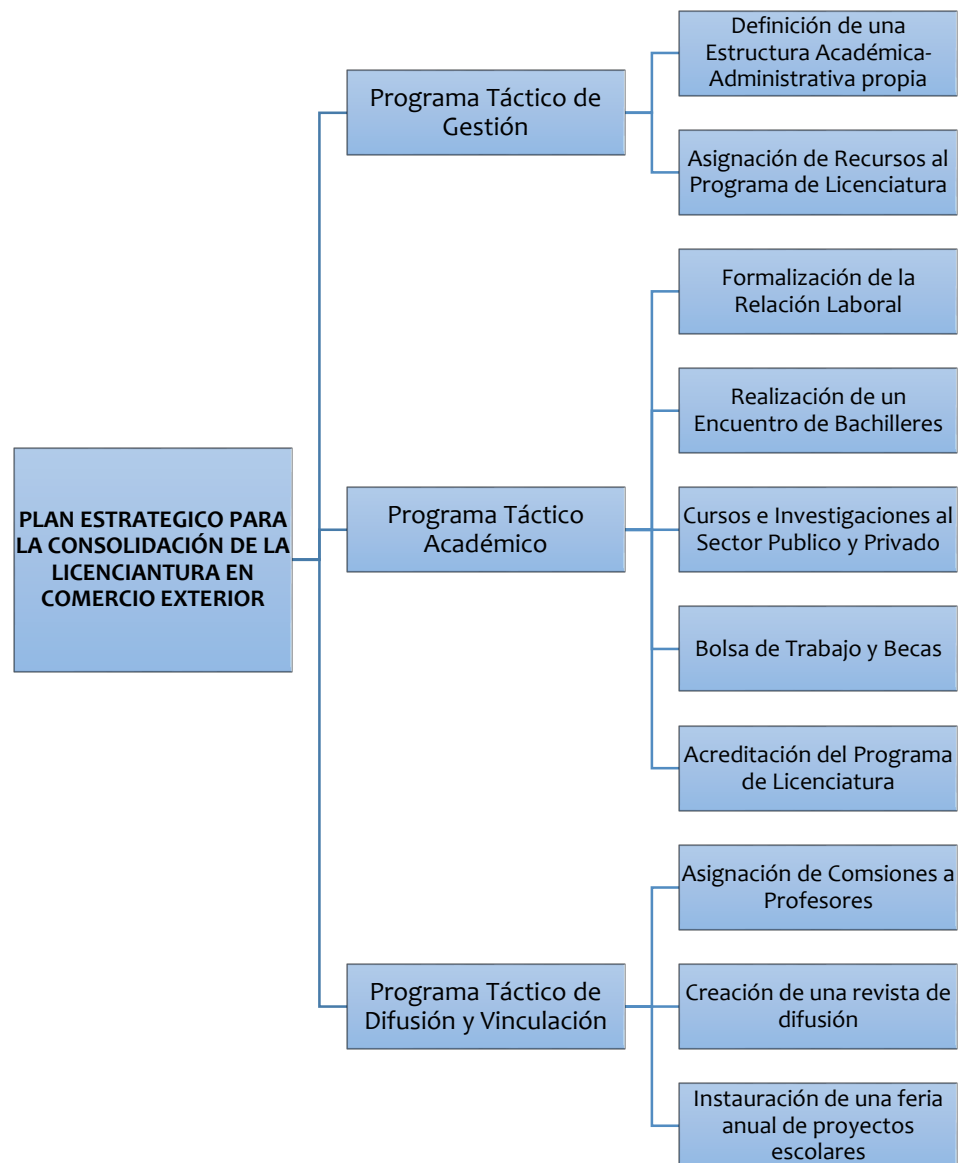 PLAN ESTRATEGICO PARA
LA CONSOLIDACIÓN DE LA
LICENCIANTURA EN
COMERCIO EXTERIOR
Programa Táctico de
Gestión
Definición de una
Estructura Académica-
Administrativa propia
Asignación de Recursos al
Programa de Licenciatura
Programa Táctico
Académico
Formalización de la
Relación Laboral
Realización de un
Encuentro de Bachilleres
Cursos e Investigaciones al
Sector Publico y Privado
Bolsa de Trabajo y Becas
Acreditación del Programa
de Licenciatura
Programa Táctico de
Difusión y Vinculación
Asignación de Comsiones a
Profesores
Creación de una revista de
difusión
Instauración de una feria
anual de proyectos
escolares